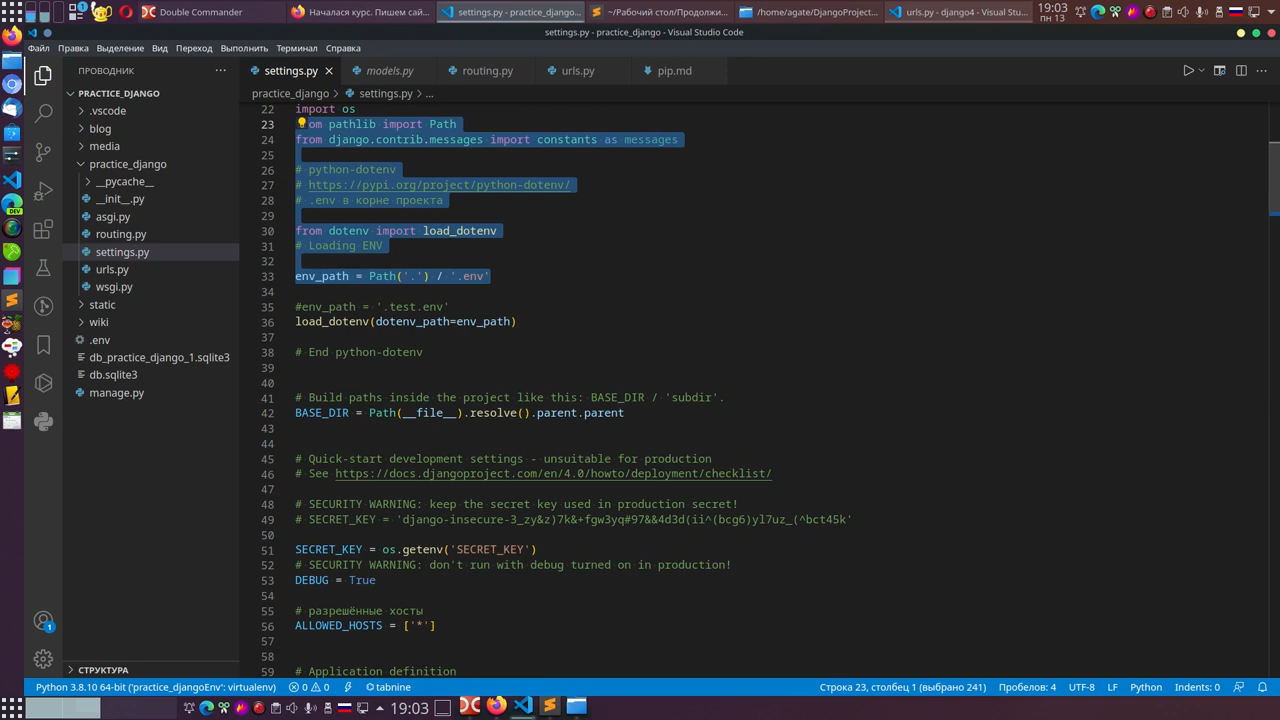 Double Commander
Началася курс. Пишем сайт...
settings.py - practice_django...
~/Рабочий стол/Продолжи...
/home/agate/DjangoProject...
urls.py - django4 - Visual Stu...
19:03
пн 13
settings.py - practice_django - Visual Studio Code
Файл Правка Выделение Вид Переход Выполнить Терминал Справка
ПРОВОДНИК
settings.py models.py routing.py urls.py pip.md
PRACTICE_DJANGO
practice_django > settings.py > ...
.vscode
blog
media
practice_django
__pycache__
__init__.py
asgi.py
routing.py
settings.py
urls.py
wsgi.py
static
wiki
.env
db_practice_django_1.sqlite3
db.sqlite3
manage.py
СТРУКТУРА
DEV
1
22 import os
23 om pathlib import Path
24 from django.contrib.messages import constants as messages
25
26 # python-dotenv
27 # https://pypi.org/project/python-dotenv/
28 # .env в корне проекта
29
30 from dotenv import load_dotenv
31 # Loading ENV
32
33 env_path = Path('.') / '.env'
34
35 #env_path = '.test.env'
36 load_dotenv(dotenv_path=env_path)
37
38 # End python-dotenv
39
40
41 # Build paths inside the project like this: BASE_DIR / 'subdir'.
42 BASE_DIR = Path(__file__).resolve().parent.parent
43
44
45 # Quick-start development settings - unsuitable for production
46 # See https://docs.djangoproject.com/en/4.0/howto/deployment/checklist/
47
48 # SECURITY WARNING: keep the secret key used in production secret!
49 # SECRET_KEY = 'django-insecure-3_zy&z)7k&+fgw3yq#97&&4d3d(ii^(bcg6)yl7uz_(^bct45k'
50
51 SECRET_KEY = os.getenv('SECRET_KEY')
52 # SECURITY WARNING: don't run with debug turned on in production!
53 DEBUG = True
54
55 # разрешённые хосты
56 ALLOWED_HOSTS = ['*']
57
58
59 # Application definition
Python 3.8.10 64-bit ('practice_djangoEnv': virtualenv) 0 0 tabnine
Строка 23, столбец 1 (выбрано 241) Пробелов: 4 UTF-8 LF Python Indents: 0
19:03